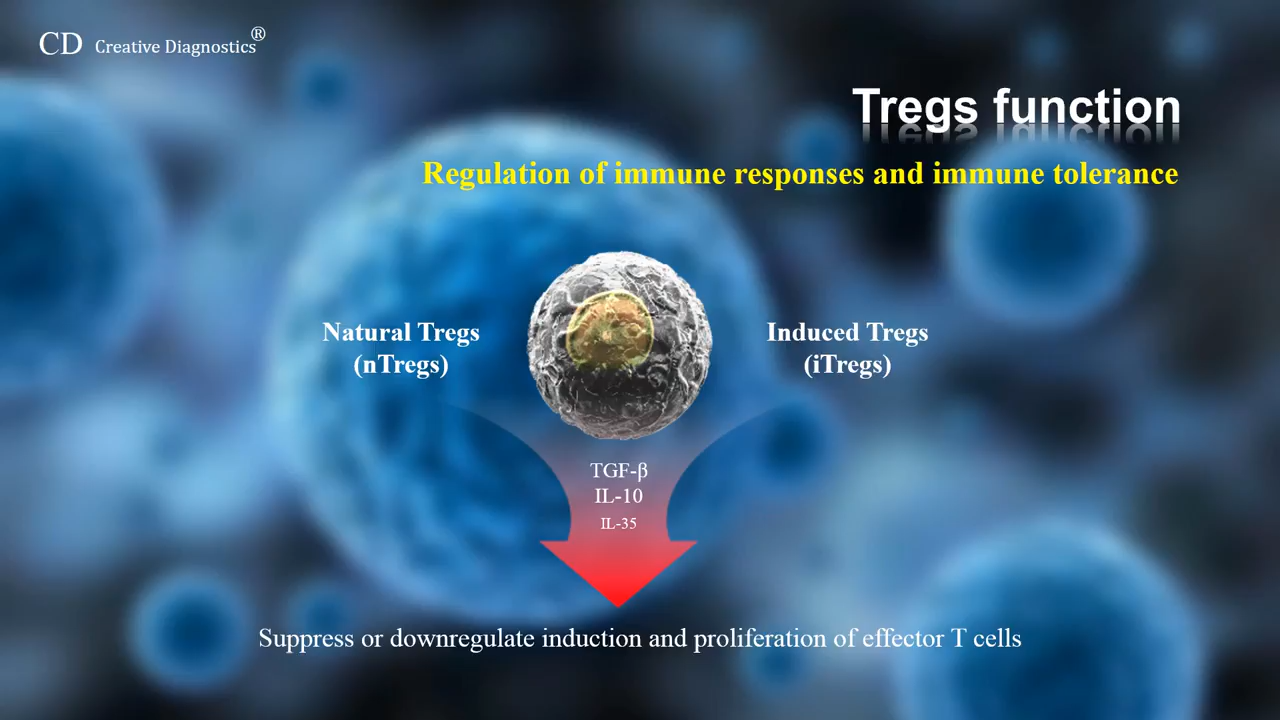 CD Creative Diagnostics®
Tregs function
Regulation of immune responses and immune tolerance
Natural Tregs
(nTregs)
Induced Tregs
(iTregs)
TGF-β
IL-10
IL-35
Suppress or downregulate induction and proliferation of effector T cells